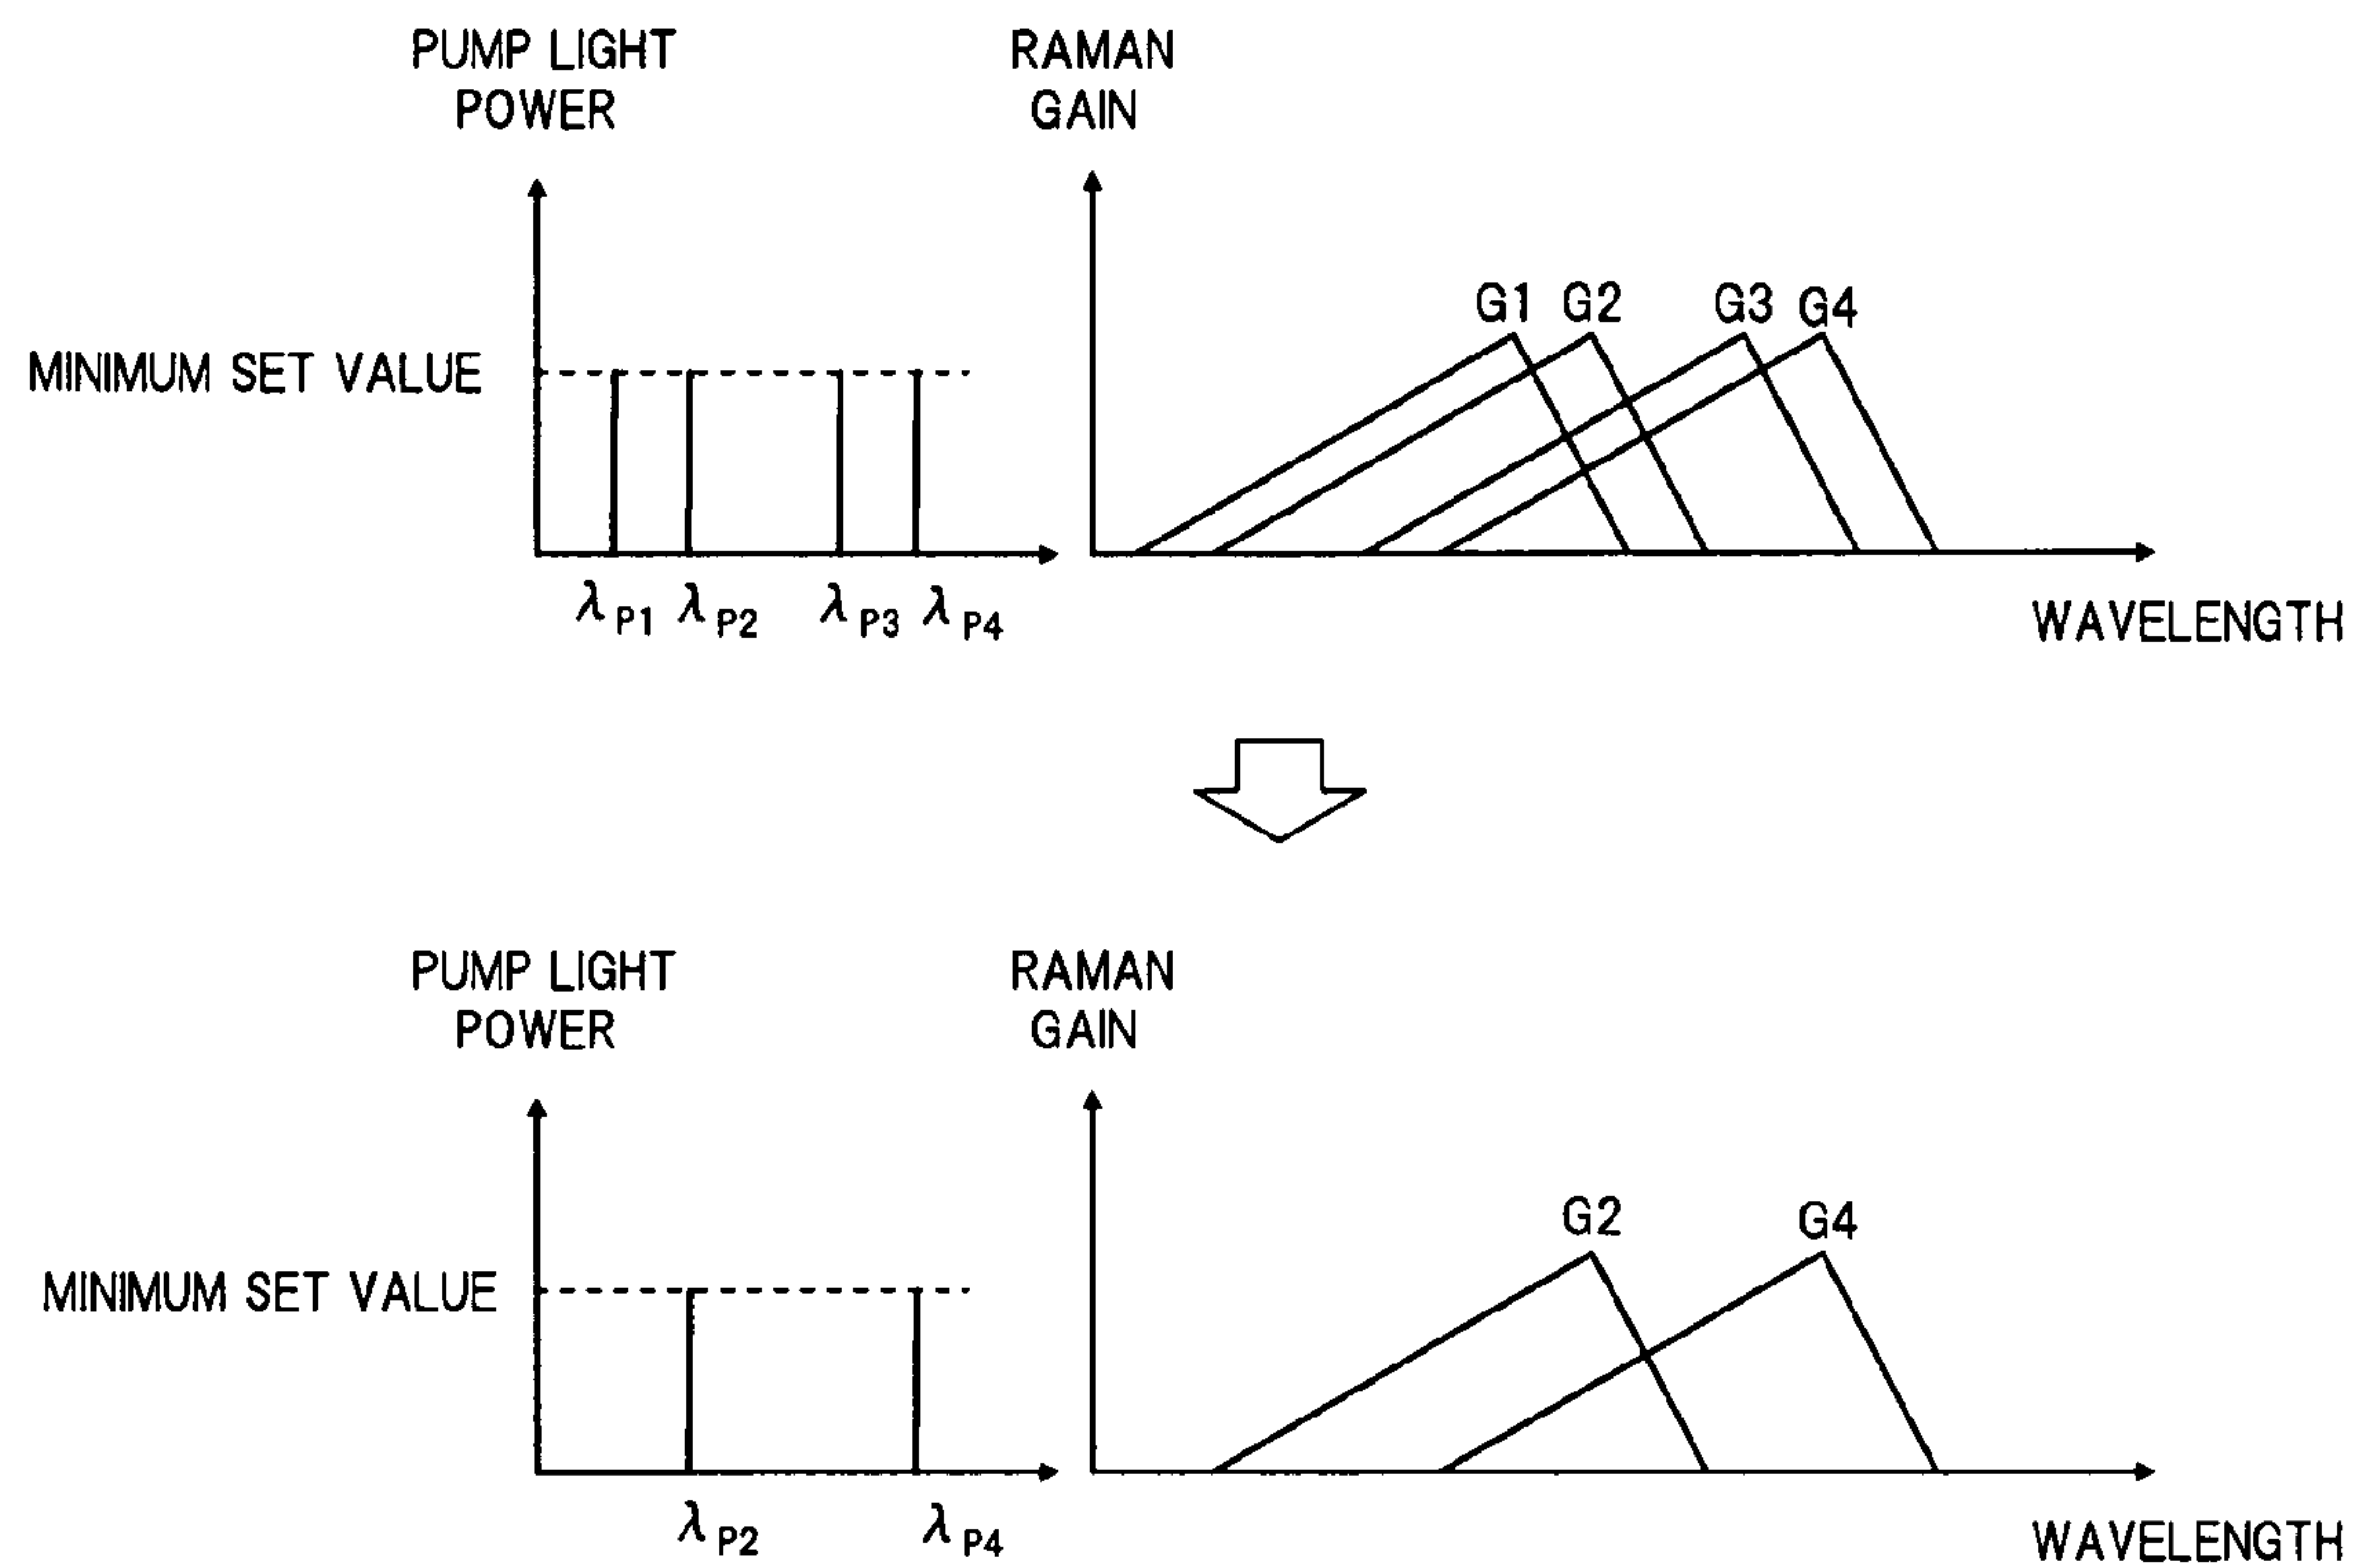 PUMP LIGHT
POWER
RAMAN
GAIN
G1 G2 G3 G4
MINIMUM SET VALUE
λP1 λP2 λP3 λP4
WAVELENGTH
PUMP LIGHT
POWER
RAMAN
GAIN
G2 G4
MINIMUM SET VALUE
λP2 λP4
WAVELENGTH